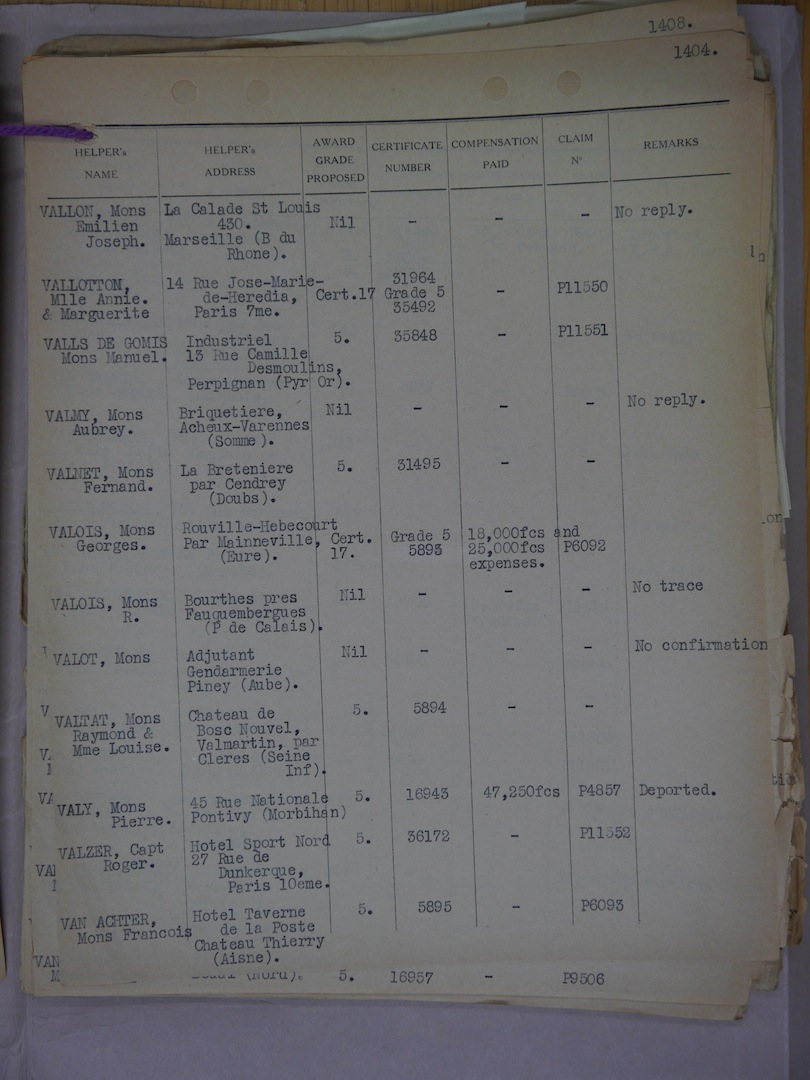 1408.
1404.
HELPER's NAME HELPER's ADDRESS AWARD GRADE PROPOSED CERTIFICATE NUMBER COMPENSATION PAID CLAIM N° REMARKS
VALLON, Mons La Calade St Louis
Emilien 430. Nil - - - No reply.
Joseph. Marseille (B du
Rhone).
VALLOTTON, 14 Rue Jose-Marie- 31964
Mlle Annie. de-Heredia, Cert.17 Grade 5 - P11550
& Marguerite Paris 7me. 35492
VALLS DE GOMIS Industriel 5. 35848 - P11551
Mons Manuel. 13 Rue Camille
Desmoulins,
Perpignan (Pyr Or).
VALMY, Mons Briquetiere, Nil - - - No reply.
Aubrey. Acheux-Varennes
(Somme).
VALNET, Mons La Breteniere 5. 31495 - -
Fernand. par Cendrey
(Doubs).
VALOIS, Mons Rouville-Hebecourt Grade 5 18,000fcs and
Georges. Par Mainneville, Cert. 5893 25,000fcs P6092
(Eure). 17. expenses.
VALOIS, Mons Bourthes pres Nil - - - No trace
R. Fauquembergues
(P de Calais).
VALOT, Mons Adjutant Nil - - - No confirmation
Gendarmerie
Piney (Aube).
VALTAT, Mons Chateau de 5. 5894 - -
Raymond & Bosc Nouvel,
Mme Louise. Valmartin, par
Cleres (Seine
Inf).
VALY, Mons 45 Rue Nationale 5. 16943 47,250fcs P4857 Deported.
Pierre. Pontivy (Morbihan)
VALZER, Capt Hotel Sport Nord 5. 36172 - P11552
Roger. 27 Rue de
Dunkerque,
Paris 10eme.
VAN ACHTER, Hotel Taverne 5. 5895 - P6093
Mons Francois de la Poste
Chateau Thierry
(Aisne).
(Nord). 5. 16957 - P9506